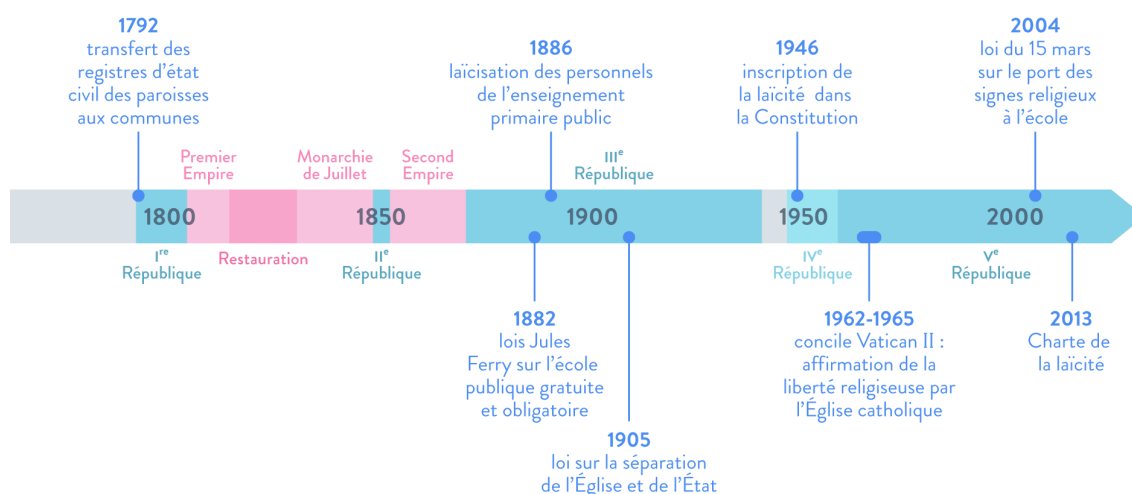 1792
transfert des
registres d’état
civil des paroisses
aux communes
1886
laïcisation des personnels
de l’enseignement
primaire public
1946
inscription de
la laïcité dans
la Constitution
2004
loi du 15 mars
sur le port des
signes religieux
à l’école
Premier
Empire
Monarchie
de Juillet
Second
Empire
IIIe
République
1800
1850
1900
1950
2000
Ire
République
Restauration
IIe
République
IVe
République
Ve
République
1882
lois Jules
Ferry sur l’école
publique gratuite
et obligatoire
1905
loi sur la séparation
de l’Église et de l’État
1962-1965
concile Vatican II :
affirmation de la
liberté religiseuse par
l’Église catholique
2013
Charte de
la laïcité